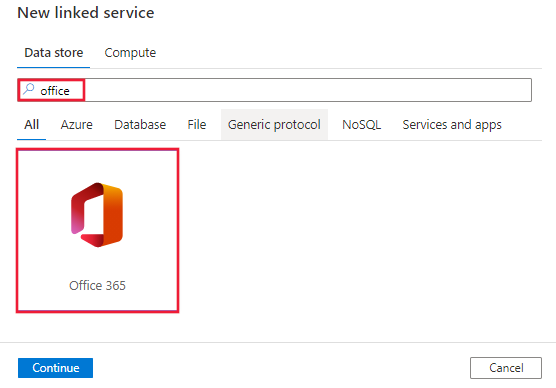 New linked service
Data store Compute
office
All Azure Database File Generic protocol NoSQL Services and apps
Office 365
Continue Cancel